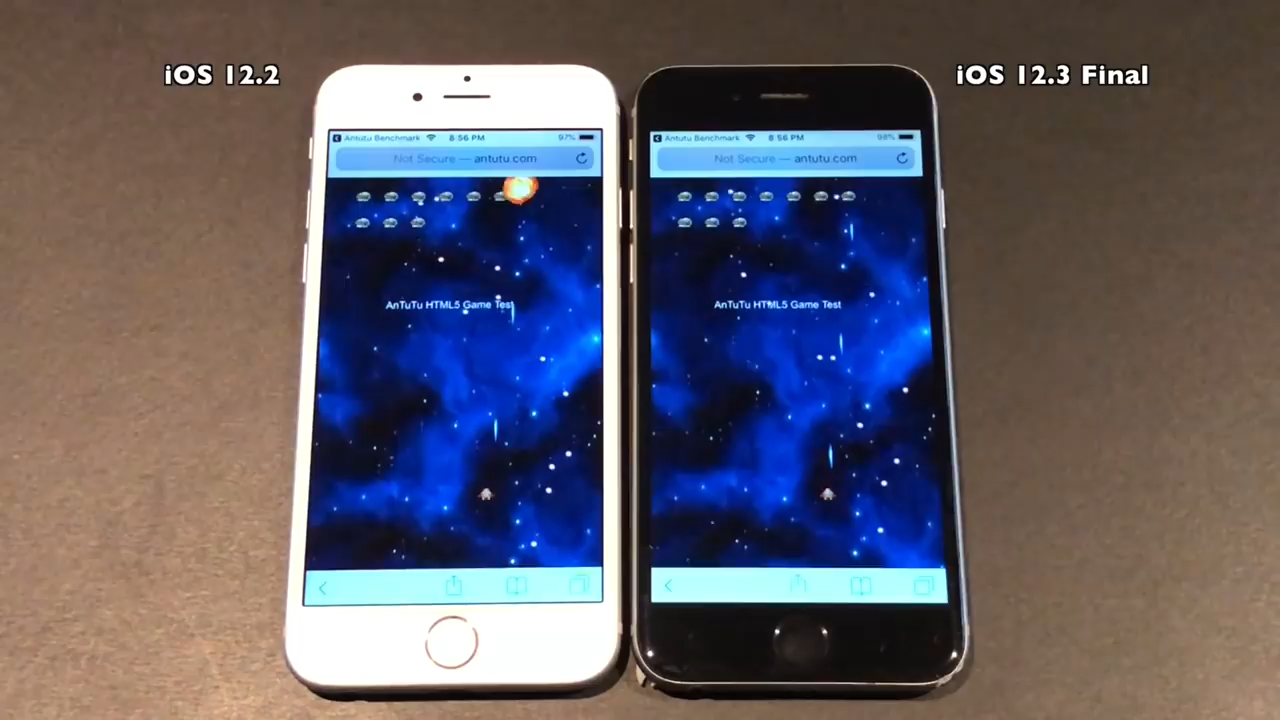 iOS 12.2
iOS 12.3 Final
Antutu Benchmark 8:56 PM 97%
Not Secure — antutu.com
AnTuTu HTML5 Game Test
Antutu Benchmark 8:56 PM 98%
Not Secure — antutu.com
AnTuTu HTML5 Game Test